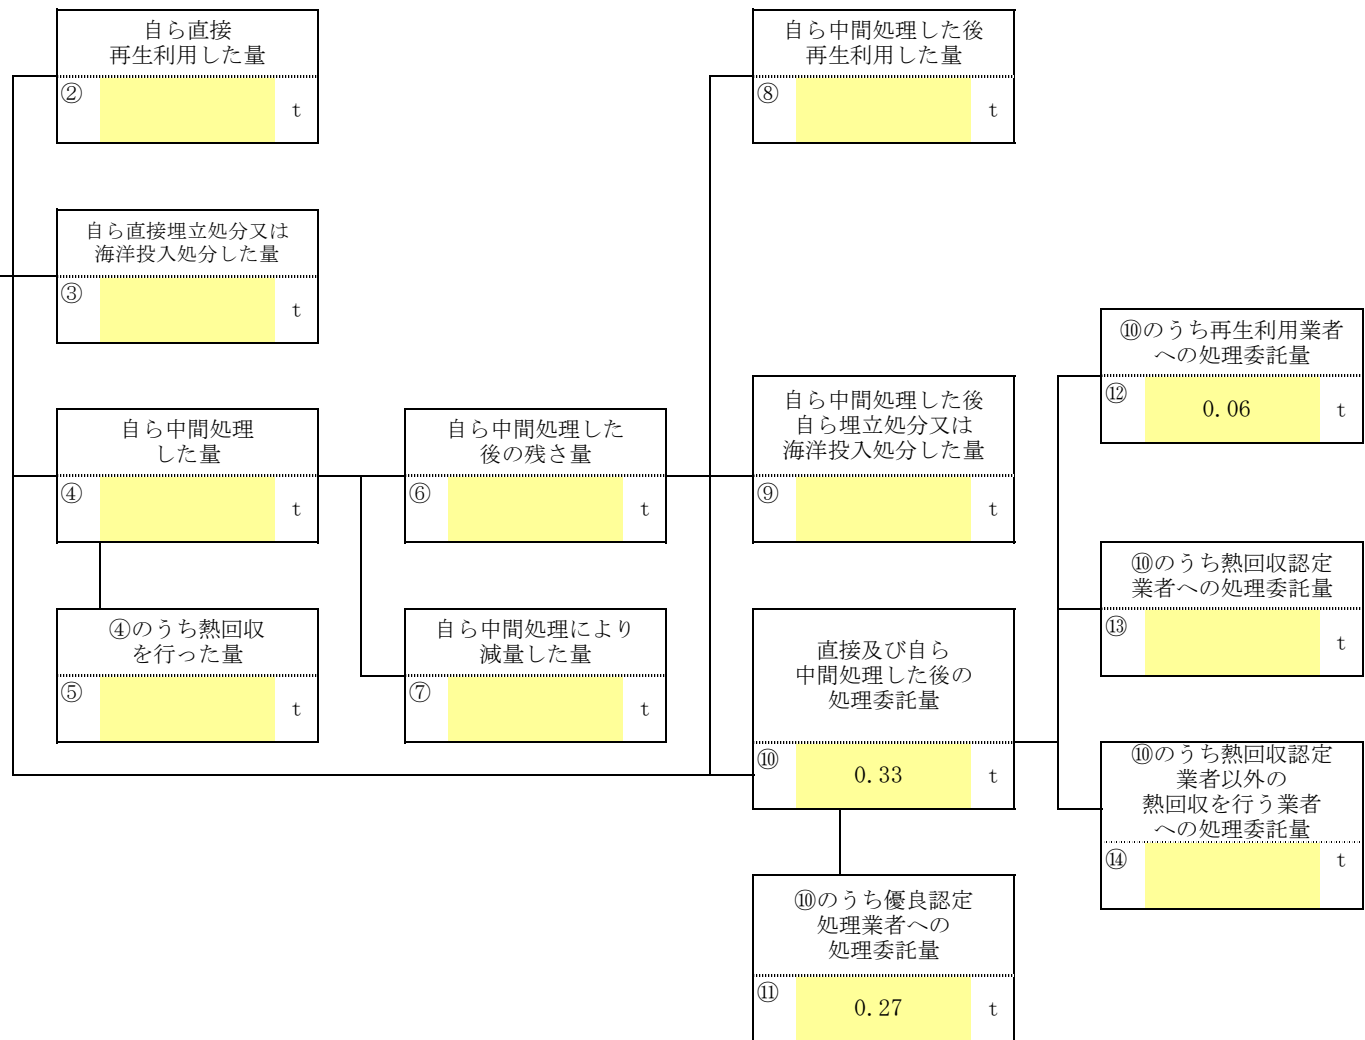 自ら直接
再生利用した量
②
t
自ら中間処理した後
再生利用した量
⑧
t
自ら直接埋立処分又は
海洋投入処分した量
③
t
⑩のうち再生利用業者
への処理委託量
⑫
0.06
t
自ら中間処理
した量
④
t
自ら中間処理した
後の残さ量
⑥
t
自ら中間処理した後
自ら埋立処分又は
海洋投入処分した量
⑨
t
⑩のうち熱回収認定
業者への処理委託量
⑬
t
④のうち熱回収
を行った量
⑤
t
自ら中間処理により
減量した量
⑦
t
直接及び自ら
中間処理した後の
処理委託量
⑩
0.33
t
⑩のうち熱回収認定
業者以外の
熱回収を行う業者
への処理委託量
⑭
t
⑩のうち優良認定
処理業者への
処理委託量
⑪
0.27
t